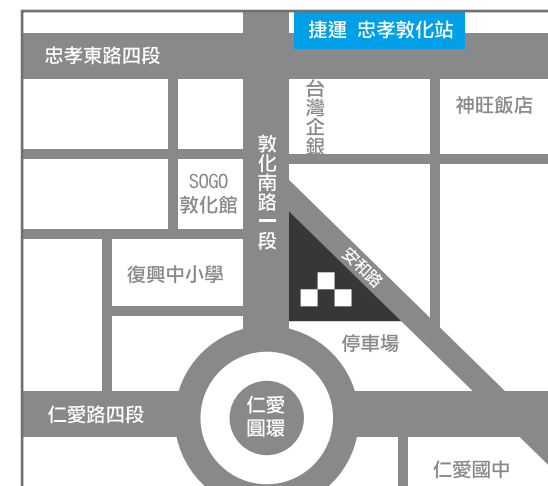 捷運 忠孝敦化站
忠孝東路四段
台灣企銀
神旺飯店
敦化南路一段
SOGO
敦化館
安和路
復興中小學
停車場
仁愛路四段
仁愛
圓環
仁愛國中